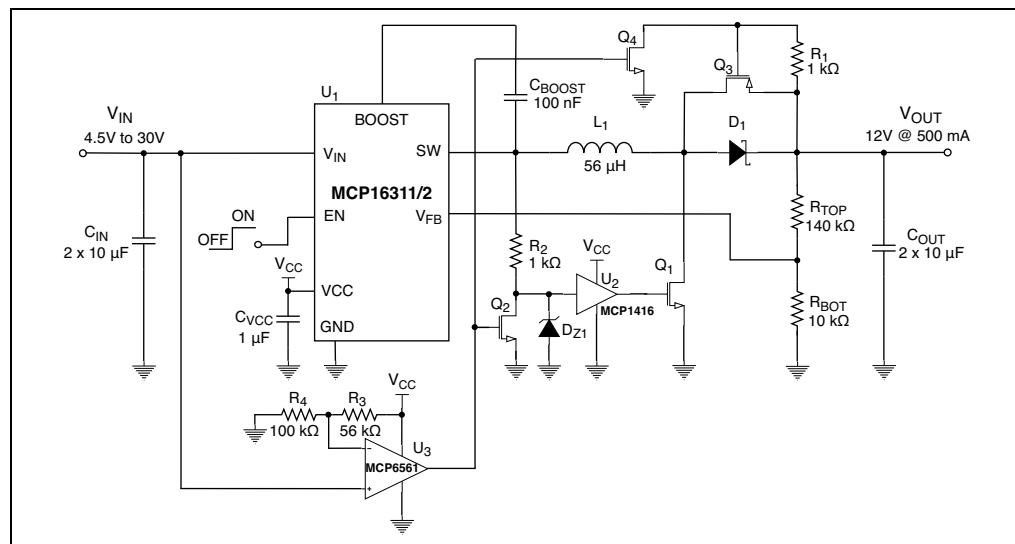 Q4
R1
1 kΩ
Q3
U1
CBOOST
100 nF
BOOST
VIN
4.5V to 30V
L1
D1
VOUT
12V @ 500 mA
VIN
SW
56 µH
MCP16311/2
ON
OFF
EN
VFB
RTOP
140 kΩ
CIN
2 x 10 µF
R2
1 kΩ
VCC
U2
Q1
COUT
2 x 10 µF
VCC
VCC
Q2
MCP1416
CVCC
1 µF
GND
DZ1
RBOT
10 kΩ
VCC
R4
R3
100 kΩ
56 kΩ
U3
–
MCP6561
+